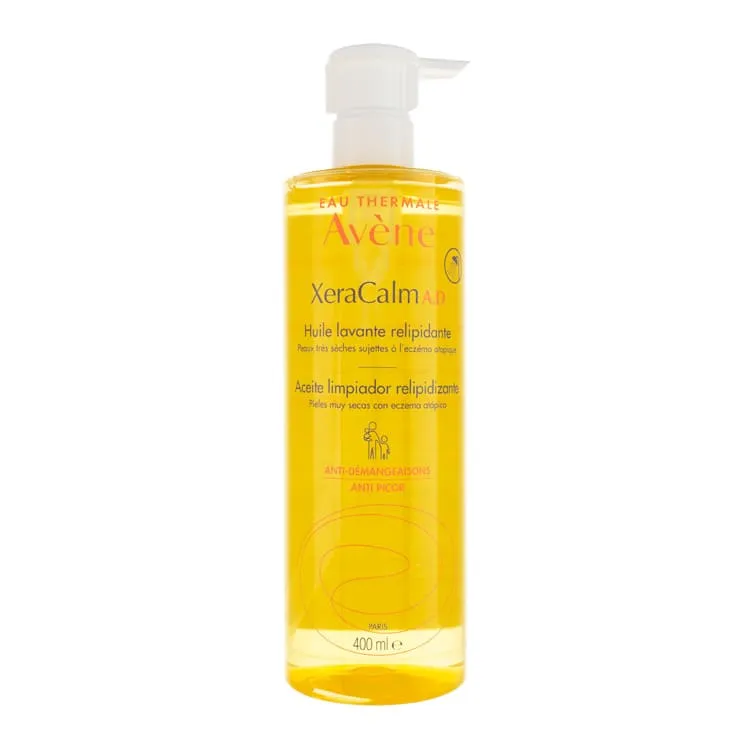 EAU THERMALE
Avène
XeraCalm A.D
Huile lavante relipidante
Peaux très sèches sujettes à l'eczéma atopique
Aceite limpiador relipidizante
Pieles muy secas con eczema atópico
ANTI-DÉMANGEAISONS
ANTI PICOR
PARIS
400 ml e